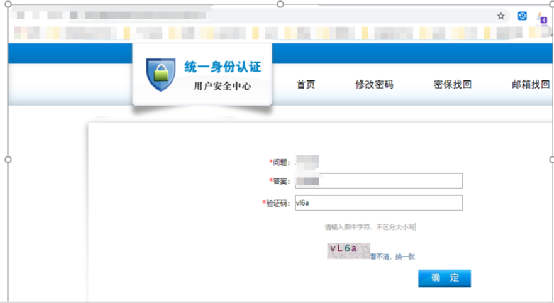 统一身份认证
用户安全中心
首页 修改密码 密保找回 邮箱找回
*问题：
*答案：
*验证码： vl6a
请输入图中字符，不区分大小写
vL6a 看不清，换一张
确 定